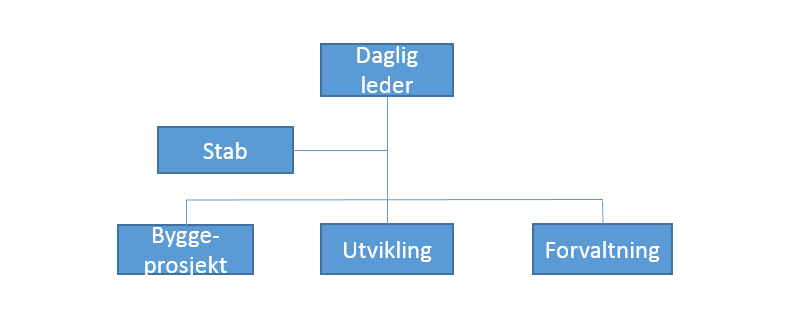 Daglig
leder
Stab
Bygge-
prosjekt
Utvikling
Forvaltning